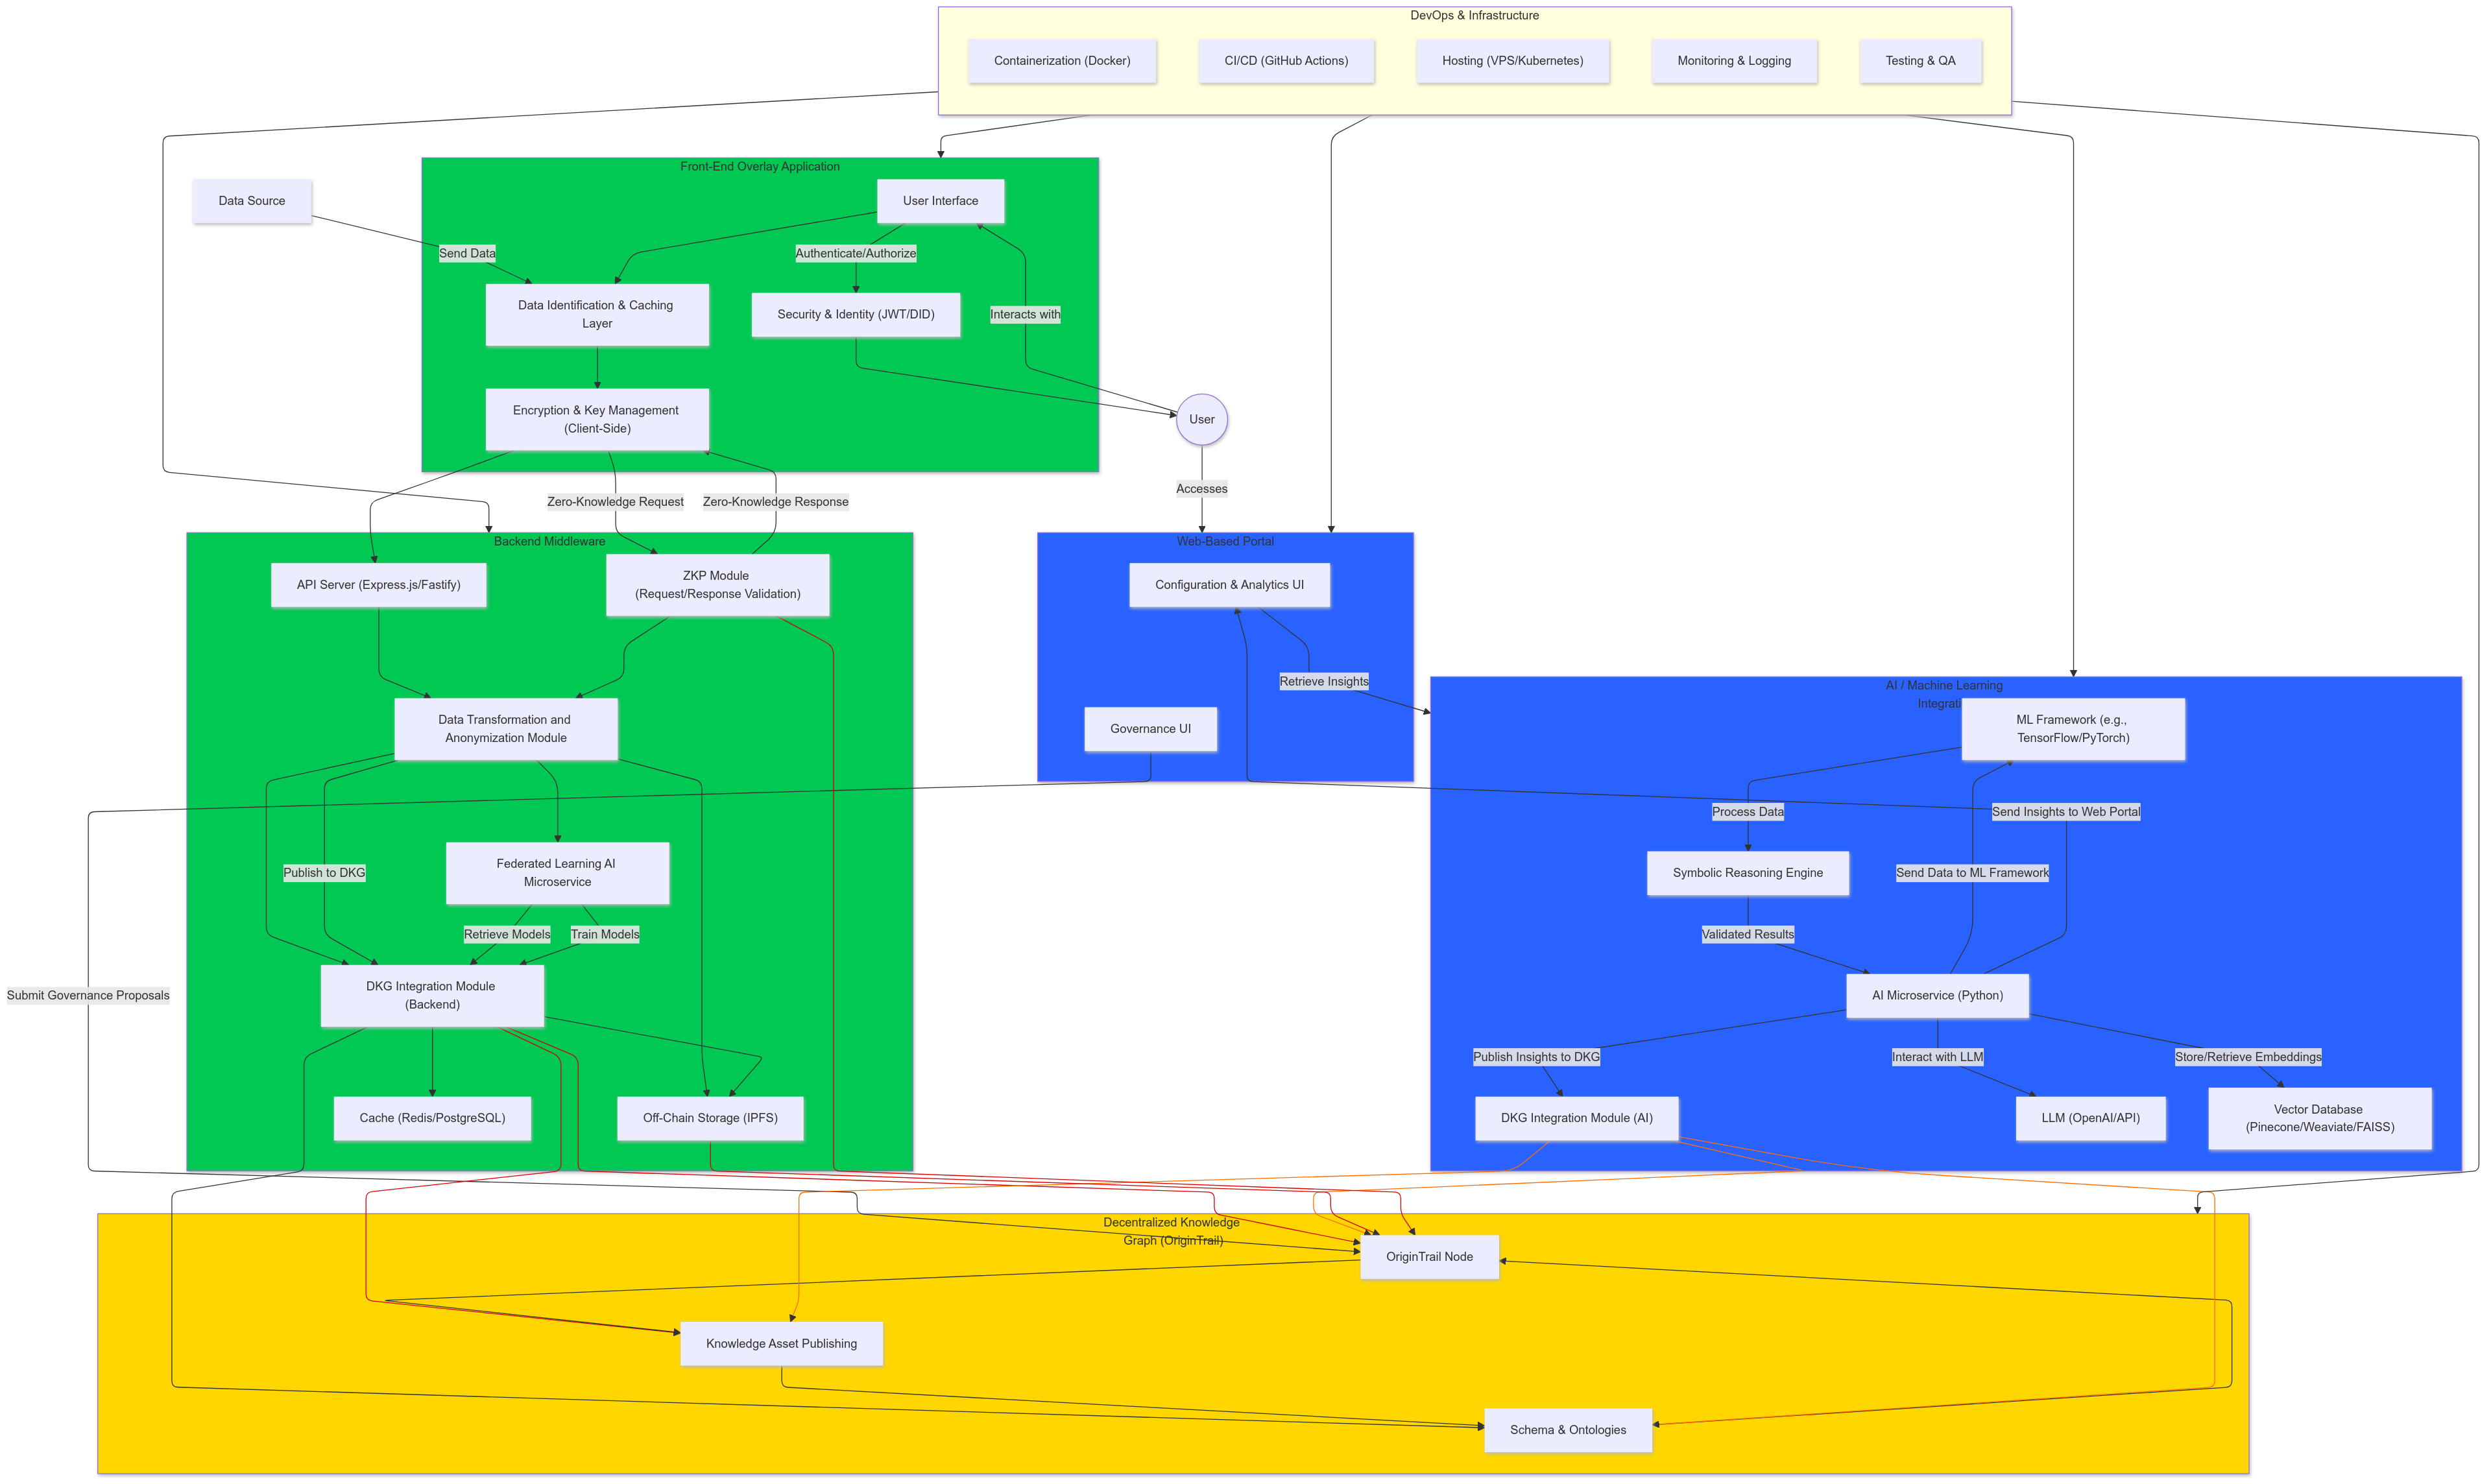 DevOps & Infrastructure
Containerization (Docker)
CI/CD (GitHub Actions)
Hosting (VPS/Kubernetes)
Monitoring & Logging
Testing & QA
Front-End Overlay Application
Data Source
User Interface
Send Data
Authenticate/Authorize
Data Identification & Caching
Layer
Security & Identity (JWT/DID)
Interacts with
Encryption & Key Management
(Client-Side)
User
Zero-Knowledge Request
Zero-Knowledge Response
Accesses
Backend Middleware
API Server (Express.js/Fastify)
ZKP Module
(Request/Response Validation)
Web-Based Portal
Configuration & Analytics UI
Retrieve Insights
Governance UI
Data Transformation and
Anonymization Module
Publish to DKG
Federated Learning AI
Microservice
Retrieve Models
Train Models
DKG Integration Module
(Backend)
Submit Governance Proposals
Cache (Redis/PostgreSQL)
Off-Chain Storage (IPFS)
AI / Machine Learning
Integrati
ML Framework (e.g.,
TensorFlow/PyTorch)
Process Data
Send Insights to Web Portal
Symbolic Reasoning Engine
Send Data to ML Framework
Validated Results
AI Microservice (Python)
Publish Insights to DKG
Interact with LLM
Store/Retrieve Embeddings
DKG Integration Module (AI)
LLM (OpenAI/API)
Vector Database
(Pinecone/Weaviate/FAISS)
Decentralized Knowledge
Graph (OriginTrail)
OriginTrail Node
Knowledge Asset Publishing
Schema & Ontologies